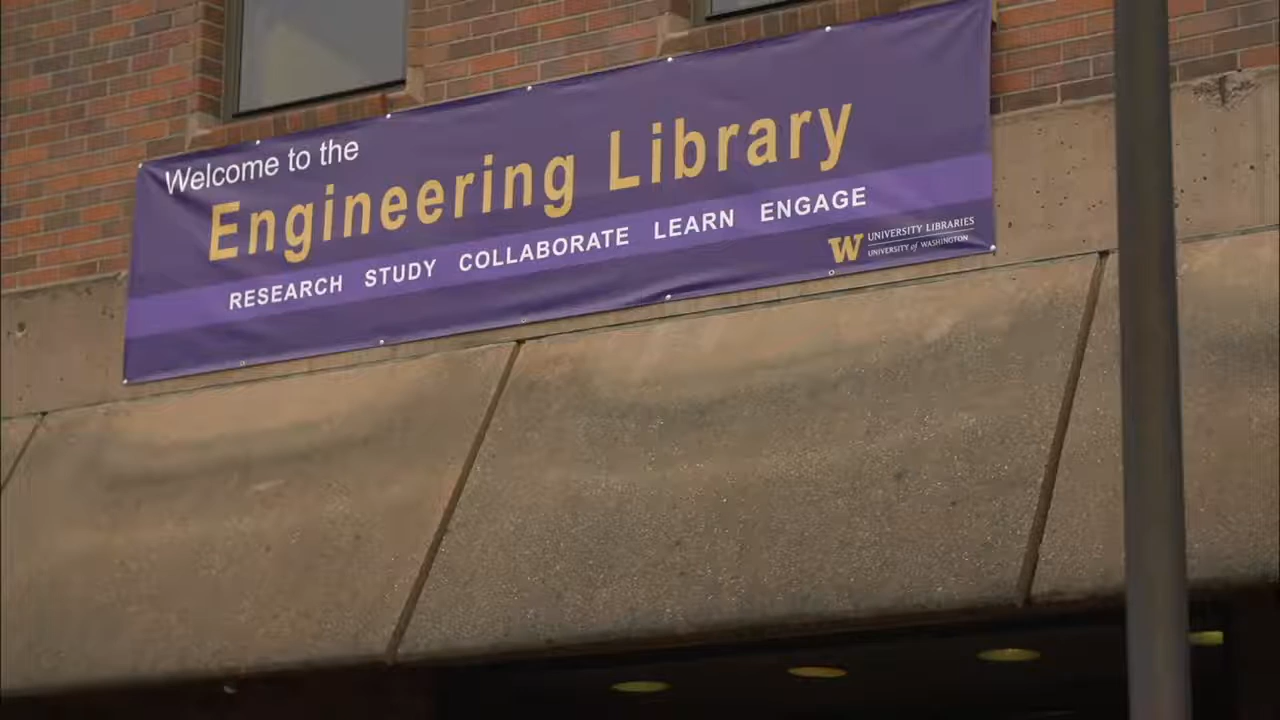 Welcome to the
Engineering Library
RESEARCH STUDY COLLABORATE LEARN ENGAGE
W UNIVERSITY LIBRARIES
UNIVERSITY of WASHINGTON